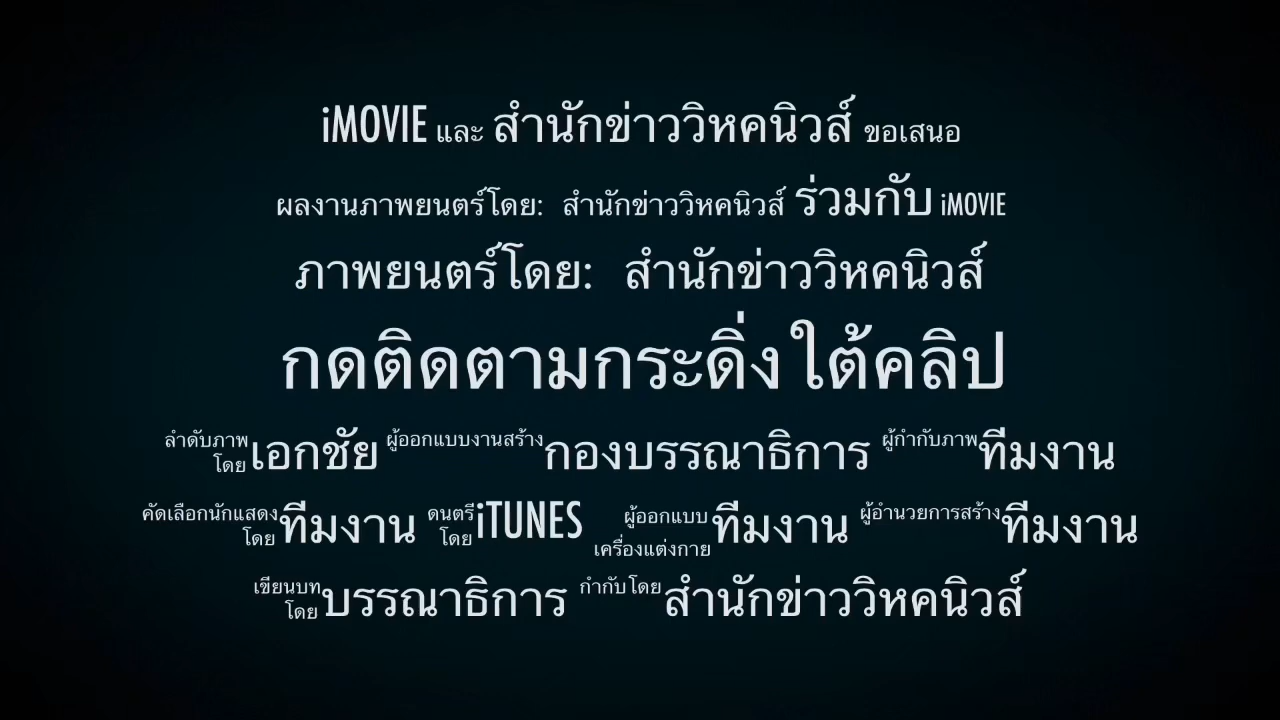 iMOVIE และ สำนักข่าววิหคนิวส์ ขอเสนอ
ผลงานภาพยนตร์โดย: สำนักข่าววิหคนิวส์ ร่วมกับ iMOVIE
ภาพยนตร์โดย: สำนักข่าววิหคนิวส์
กดติดตามกระดิ่ง ใต้คลิป
ลำดับภาพโดย เอกชัย ผู้ออกแบบงานสร้าง กองบรรณาธิการ ผู้กำกับภาพ ทีมงาน
คัดเลือกนักแสดงโดย ทีมงาน ดนตรีโดย iTUNES ผู้ออกแบบเครื่องแต่งกาย ทีมงาน ผู้อำนวยการสร้าง ทีมงาน
เขียนบทโดย บรรณาธิการ กำกับโดย สำนักข่าววิหคนิวส์